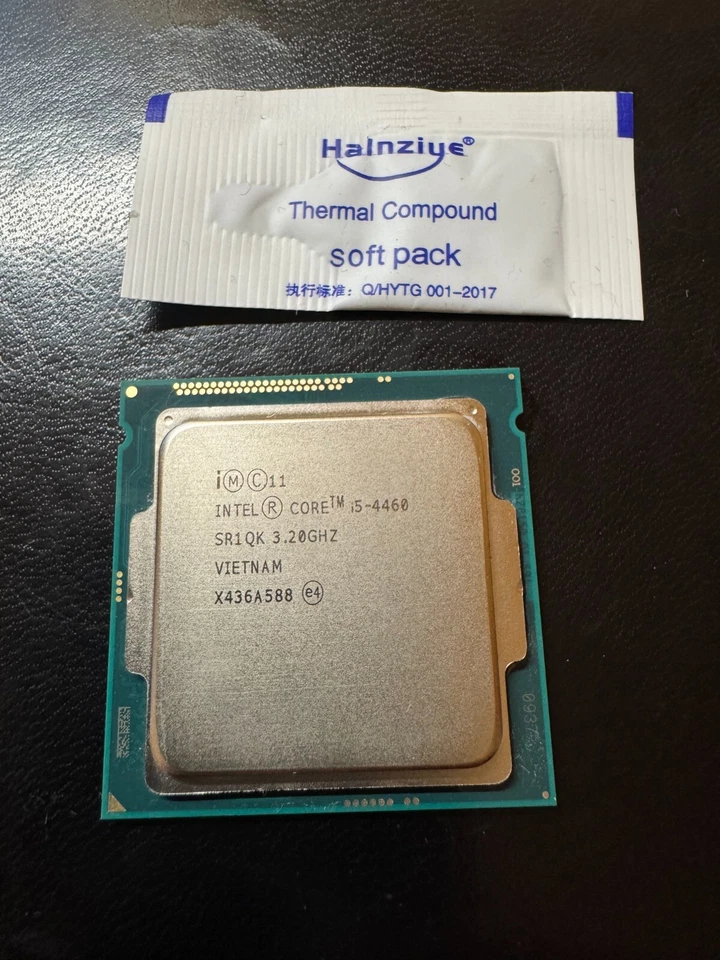 Halnziye®
Thermal Compound
soft pack
执行标准：Q/HYTG 001-2017
i Ⓜ Ⓒ 11
INTEL® CORE™ i5-4460
SR1QK 3.20GHZ
VIETNAM
X436A588 e4
001